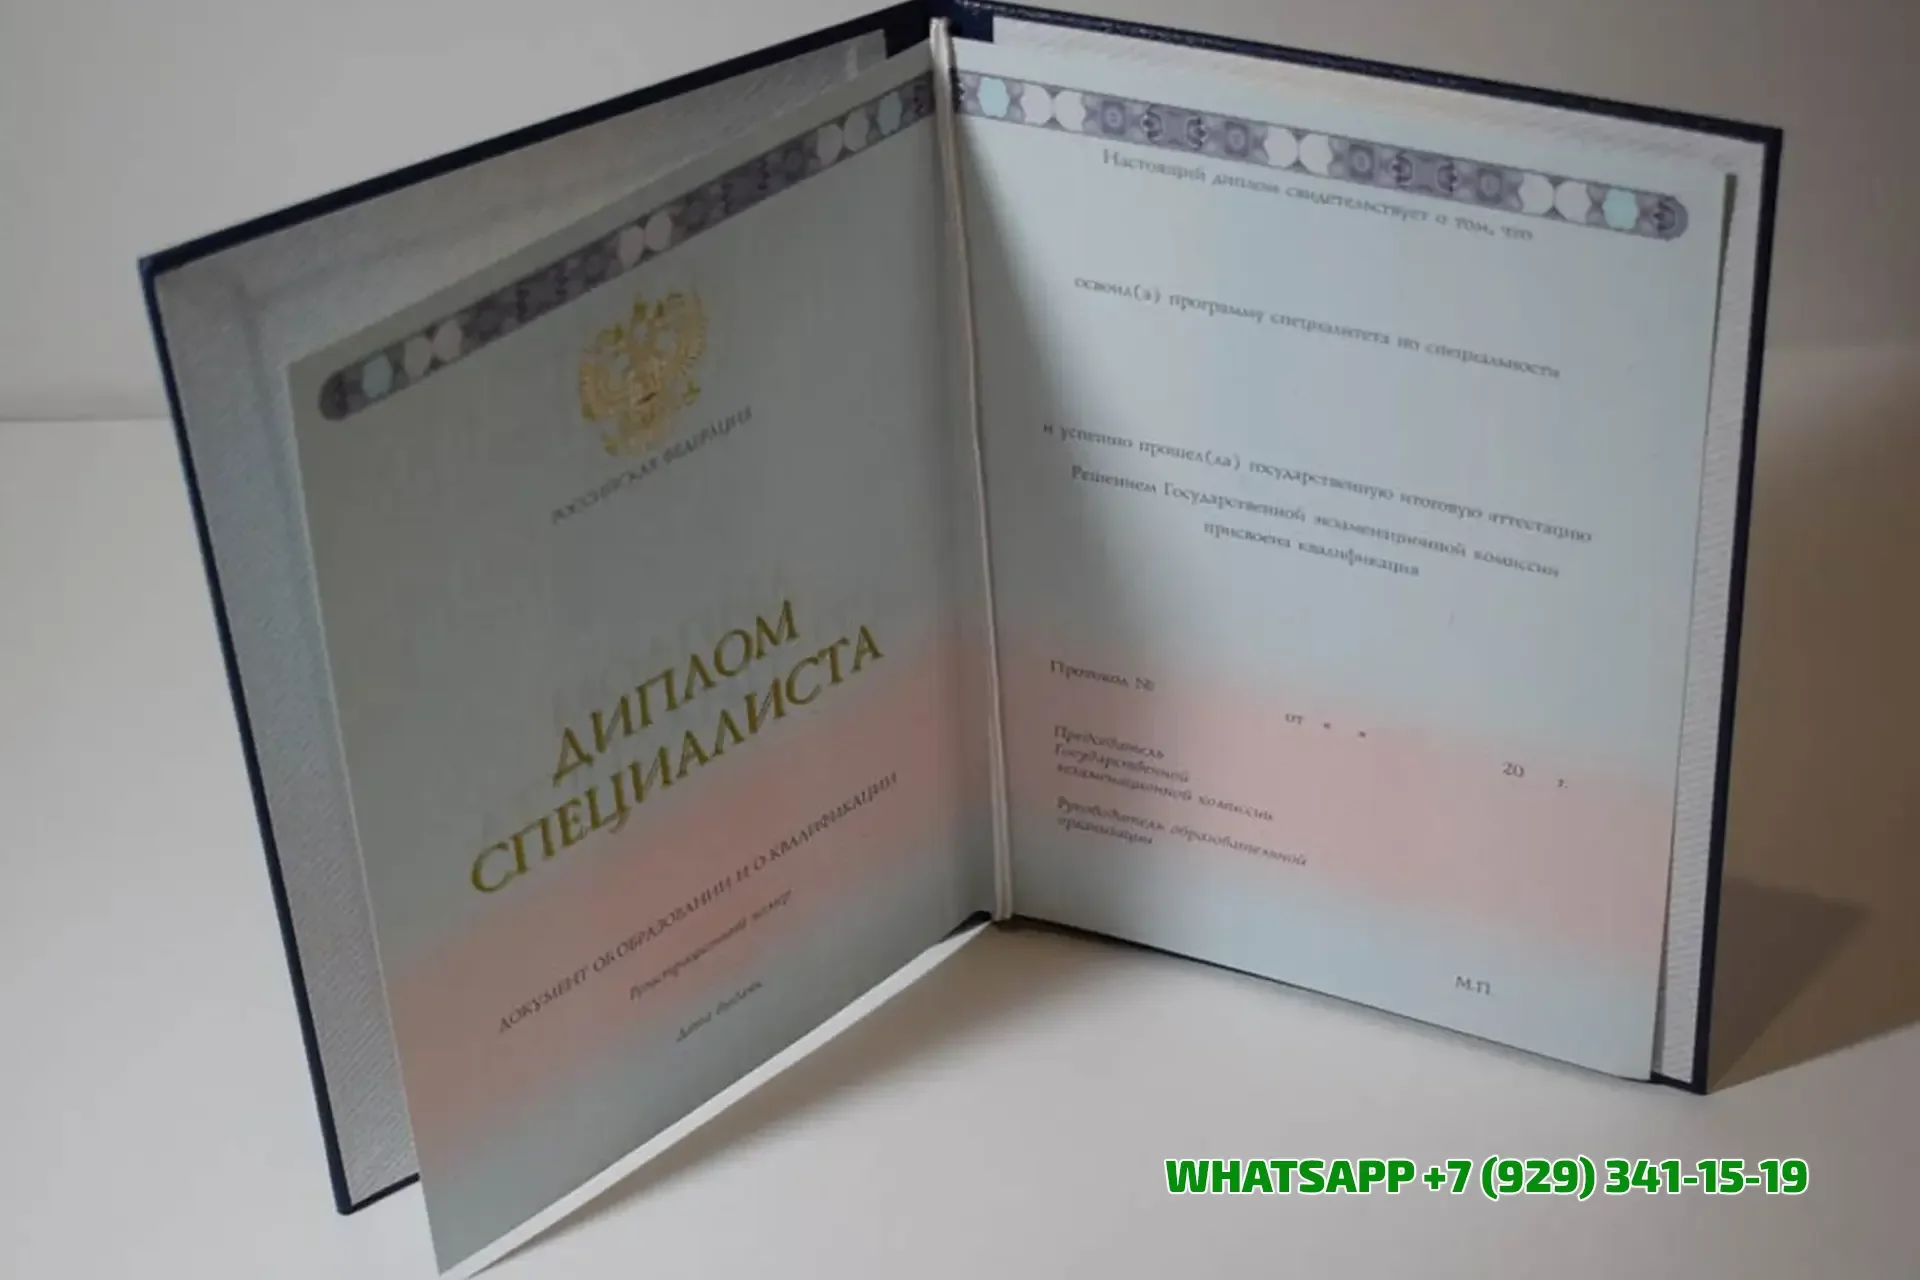 РОССИЙСКАЯ ФЕДЕРАЦИЯ
ДИПЛОМ
СПЕЦИАЛИСТА
ДОКУМЕНТ ОБ ОБРАЗОВАНИИ И О КВАЛИФИКАЦИИ
Регистрационный номер
Дата выдачи
Настоящий диплом свидетельствует о том, что
освоил(а) программу специалитета по специальности
и успешно прошел(ла) государственную итоговую аттестацию
Решением Государственной экзаменационной комиссии
присвоена квалификация
Протокол №
от « »
20 г.
Председатель
Государственной
экзаменационной комиссии
Руководитель образовательной
организации
М.П.
WHATSAPP +7 (929) 341-15-19